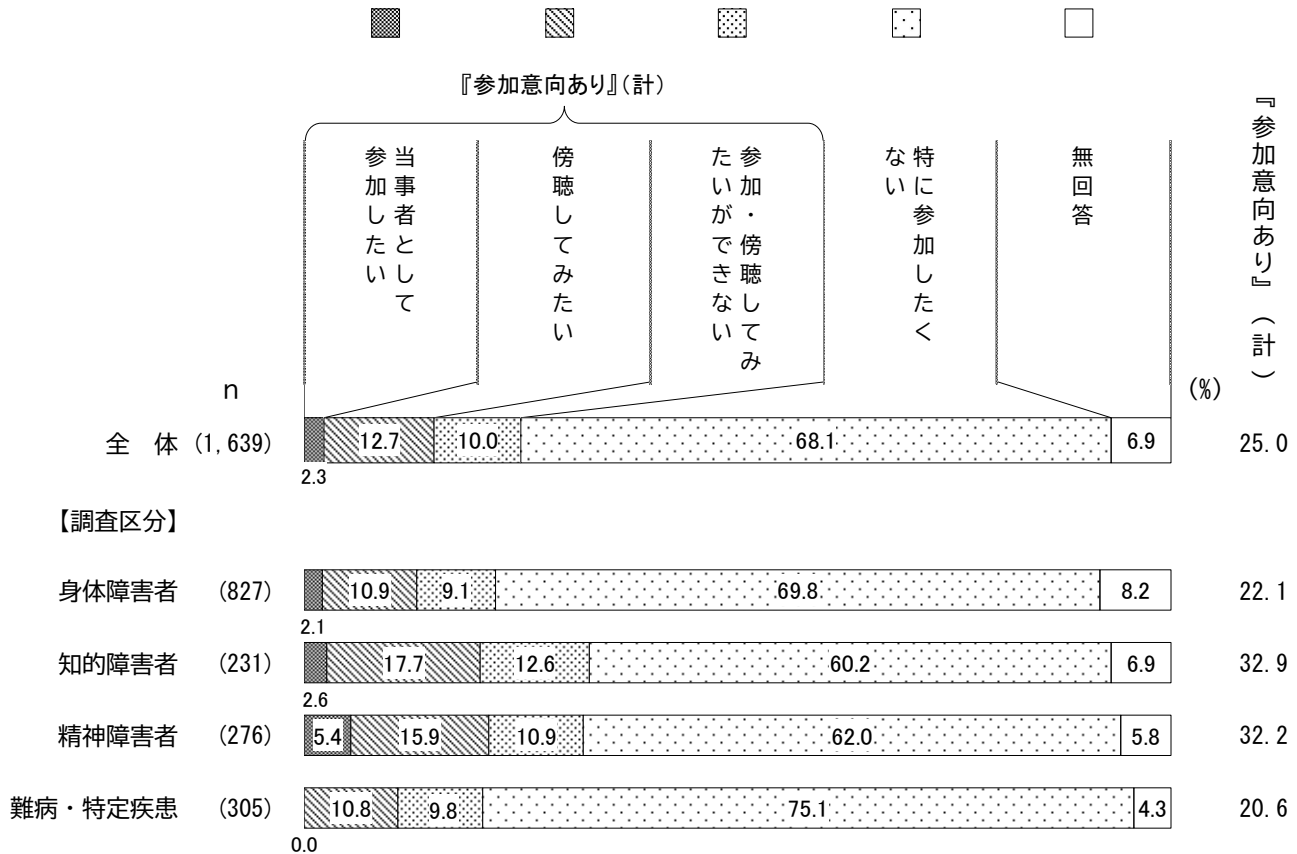 『参加意向あり』(計)
当事者として
参加したい
傍聴してみたい
参加・傍聴してみ
たいができない
特に参加したく
ない
無回答
『参加意向あり』(計)
n
(%)
全 体 (1,639) 12.7 10.0 68.1 6.9 25.0
2.3
【調査区分】
身体障害者 (827) 10.9 9.1 69.8 8.2 22.1
2.1
知的障害者 (231) 17.7 12.6 60.2 6.9 32.9
2.6
精神障害者 (276) 5.4 15.9 10.9 62.0 5.8 32.2
難病・特定疾患 (305) 10.8 9.8 75.1 4.3 20.6
0.0